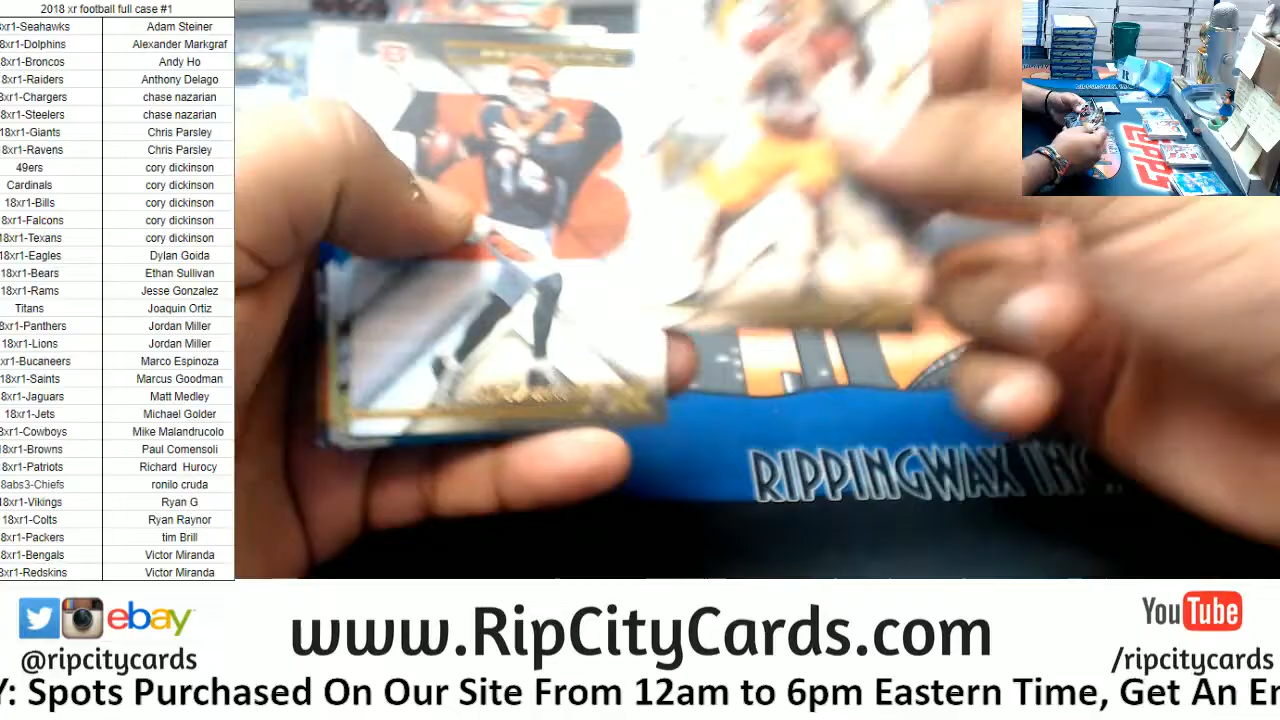 2018 xr football full case #1
8xr1-Seahawks Adam Steiner
8xr1-Dolphins Alexander Markgraf
8xr1-Broncos Andy Ho
8xr1-Raiders Anthony Delago
8xr1-Chargers chase nazarian
8xr1-Steelers chase nazarian
18xr1-Giants Chris Parsley
8xr1-Ravens Chris Parsley
49ers cory dickinson
Cardinals cory dickinson
18xr1-Bills cory dickinson
8xr1-Falcons cory dickinson
18xr1-Texans cory dickinson
18xr1-Eagles Dylan Goida
18xr1-Bears Ethan Sullivan
18xr1-Rams Jesse Gonzalez
Titans Joaquin Ortiz
8xr1-Panthers Jordan Miller
18xr1-Lions Jordan Miller
xr1-Bucaneers Marco Espinoza
18xr1-Saints Marcus Goodman
8xr1-Jaguars Matt Medley
18xr1-Jets Michael Golder
8xr1-Cowboys Mike Malandrucolo
18xr1-Browns Paul Comensoli
8xr1-Patriots Richard Hurocy
8abs3-Chiefs ronilo cruda
18xr1-Vikings Ryan G
18xr1-Colts Ryan Raynor
8xr1-Packers tim Brill
8xr1-Bengals Victor Miranda
8xr1-Redskins Victor Miranda
RIPPINGWAX INC
ebay
@ripcitycards
www.RipCityCards.com
YouTube
/ripcitycards
Y: Spots Purchased On Our Site From 12am to 6pm Eastern Time, Get An En